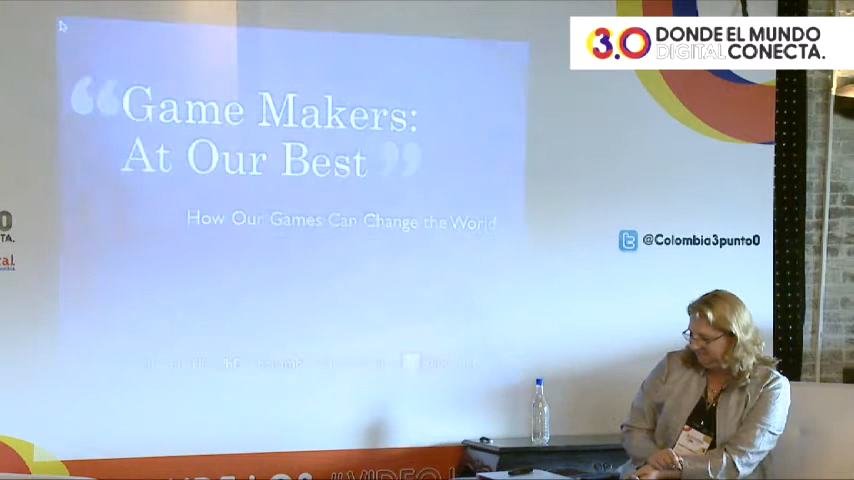 3.0 DONDE EL MUNDO
DIGITAL CONECTA.
“Game Makers:
At Our Best”
How Our Games Can Change the World
@Colombia3punto0